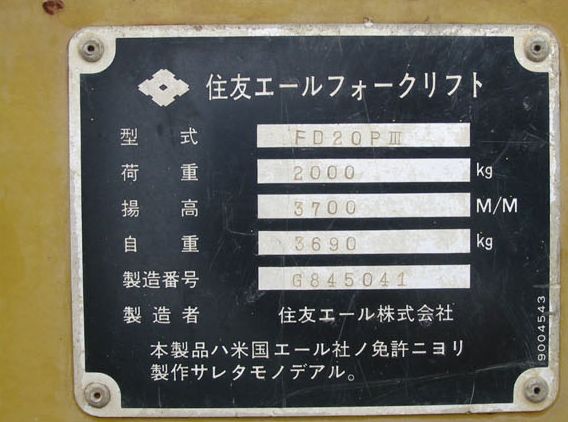 住友エールフォークリフト
型式 FD20PⅢ
荷重 2000 kg
揚高 3700 M/M
自重 3690 kg
製造番号 G845041
製造者 住友エール株式会社
本製品ハ米国エール社ノ免許ニヨリ
製作サレタモノデアル。
9004543